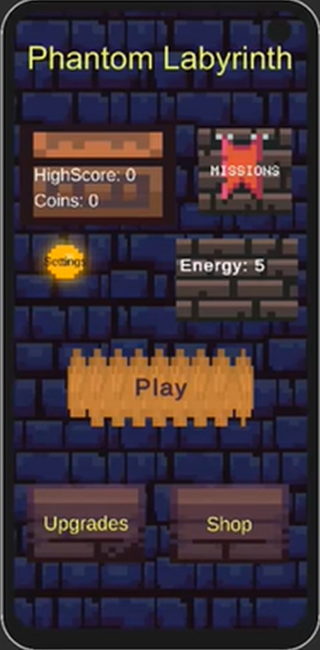 Phantom Labyrinth
HighScore: 0
Coins: 0
MISSIONS
Settings
Energy: 5
Play
Upgrades
Shop